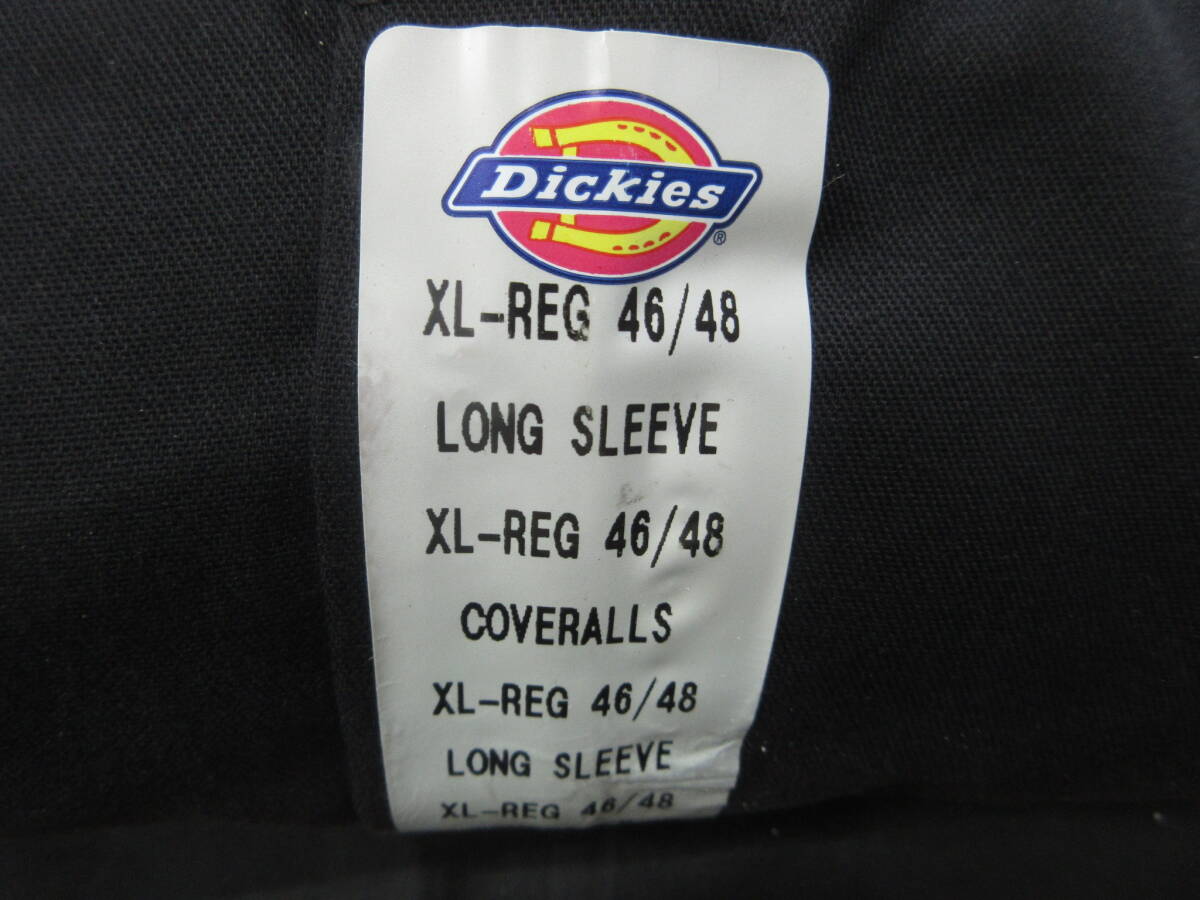 Dickies
®
XL-REG 46/48
LONG SLEEVE
XL-REG 46/48
COVERALLS
XL-REG 46/48
LONG SLEEVE
XL-REG 46/48